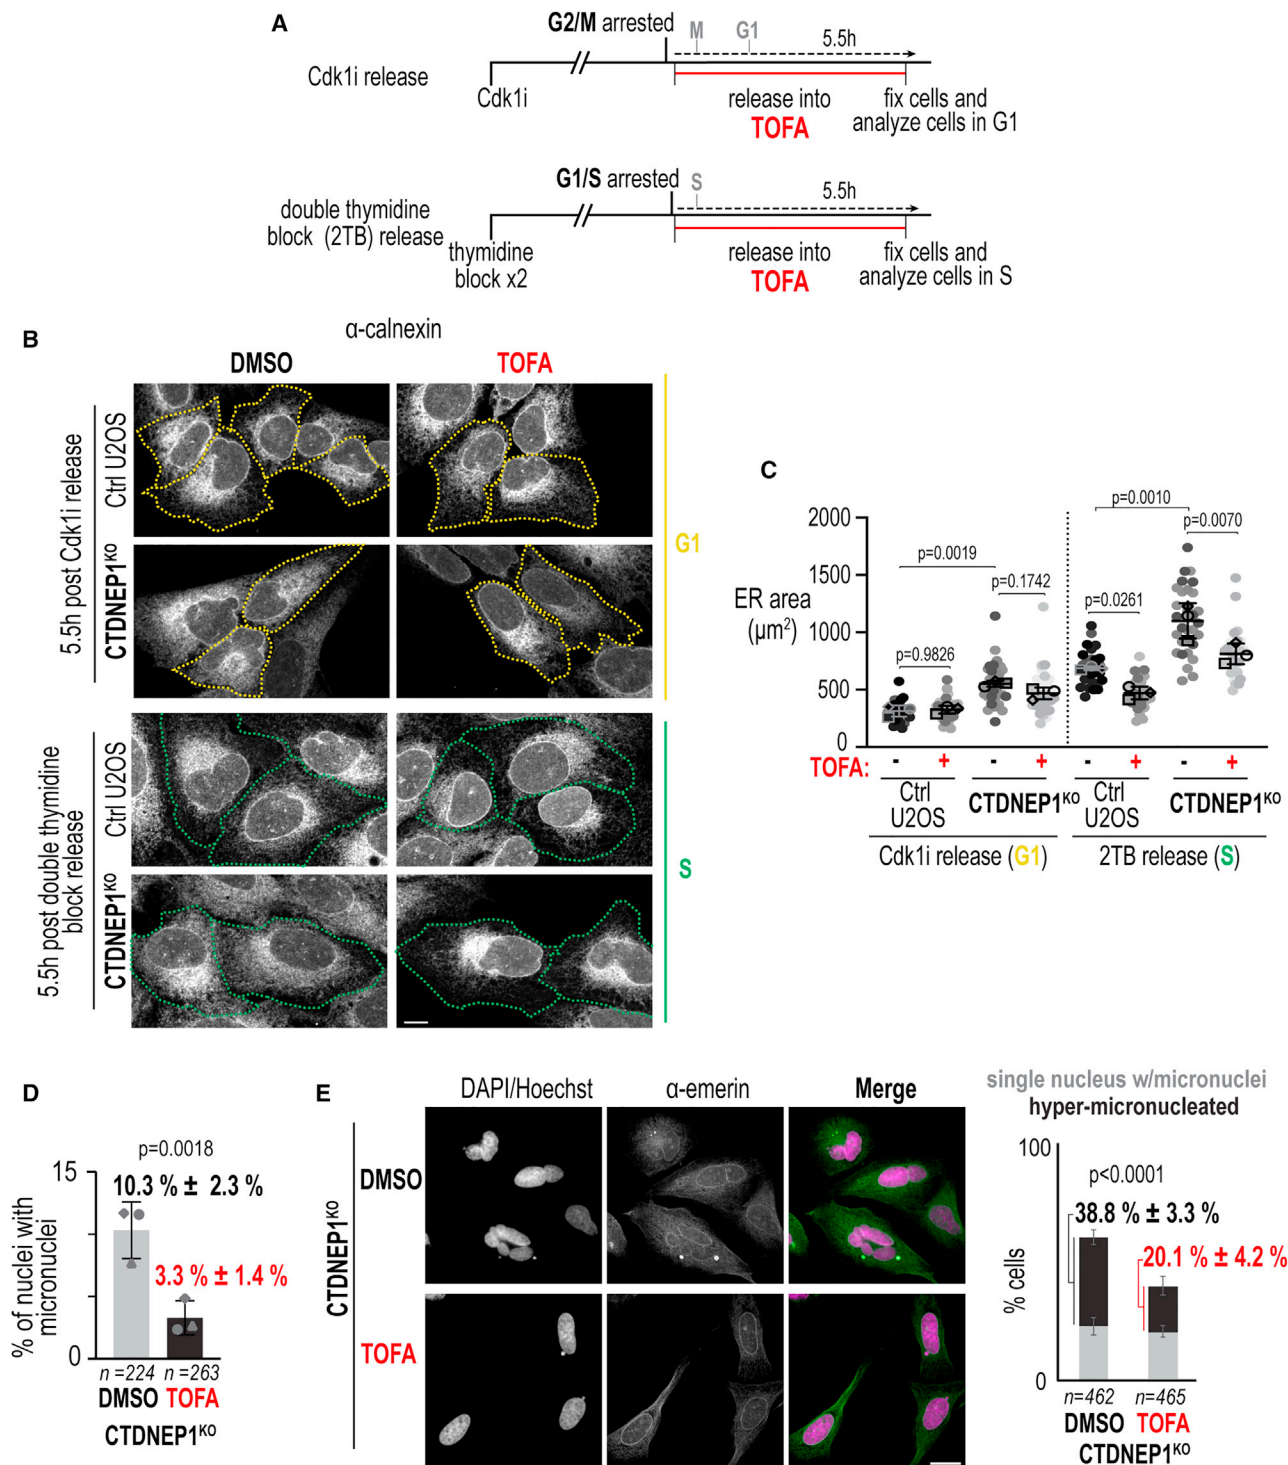 A
G2/M arrested
M
G1
5.5h
Cdk1i release
Cdk1i
release into
TOFA
fix cells and
analyze cells in G1
G1/S arrested
S
5.5h
double thymidine
block (2TB) release
thymidine
block x2
release into
TOFA
fix cells and
analyze cells in S
B
α-calnexin
DMSO
TOFA
5.5h post Cdk1i release
Ctrl U2OS
CTDNEP1KO
G1
5.5h post double thymidine
block release
Ctrl U2OS
CTDNEP1KO
S
C
ER area
(µm2)
2000
1500
1000
500
0
p=0.9826
p=0.0019
p=0.1742
p=0.0261
p=0.0010
p=0.0070
TOFA: - + - + - + - +
Ctrl
U2OS
CTDNEP1KO
Ctrl
U2OS
CTDNEP1KO
Cdk1i release (G1)
2TB release (S)
D
% of nuclei with
micronuclei
15
0
p=0.0018
10.3 % ± 2.3 %
3.3 % ± 1.4 %
n =224
n =263
DMSO
TOFA
CTDNEP1KO
E
DAPI/Hoechst
α-emerin
Merge
CTDNEP1KO
DMSO
TOFA
single nucleus w/micronuclei
hyper-micronucleated
% cells
100
0
p<0.0001
38.8 % ± 3.3 %
20.1 % ± 4.2 %
n=462
n=465
DMSO
TOFA
CTDNEP1KO